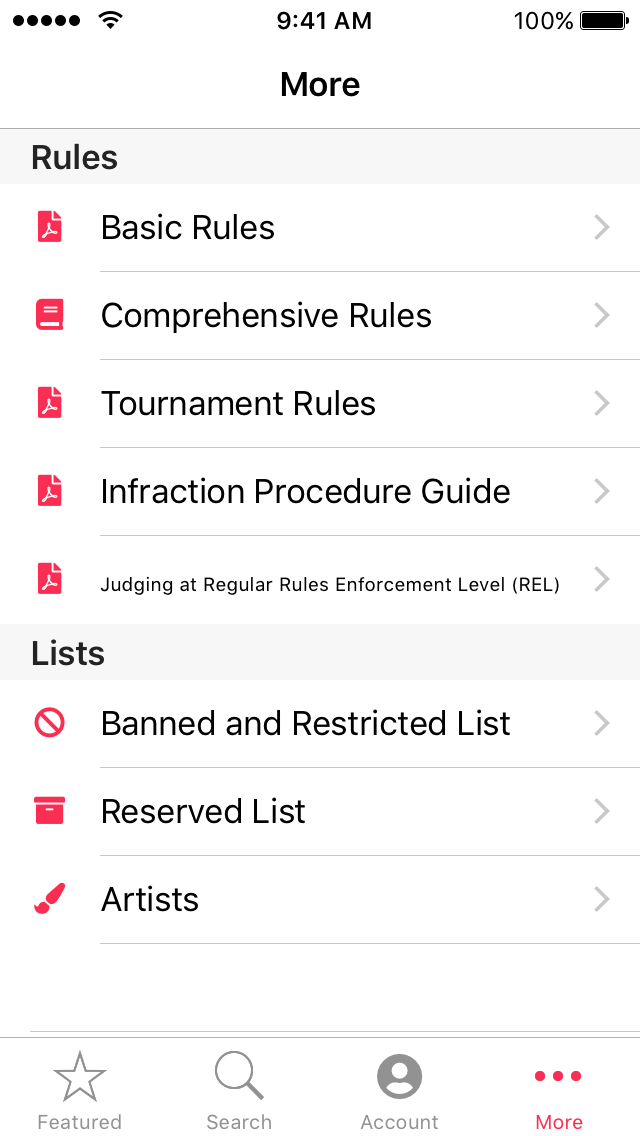 9:41 AM 100%
More
Rules
Basic Rules
Comprehensive Rules
Tournament Rules
Infraction Procedure Guide
Judging at Regular Rules Enforcement Level (REL)
Lists
Banned and Restricted List
Reserved List
Artists
Featured Search Account More